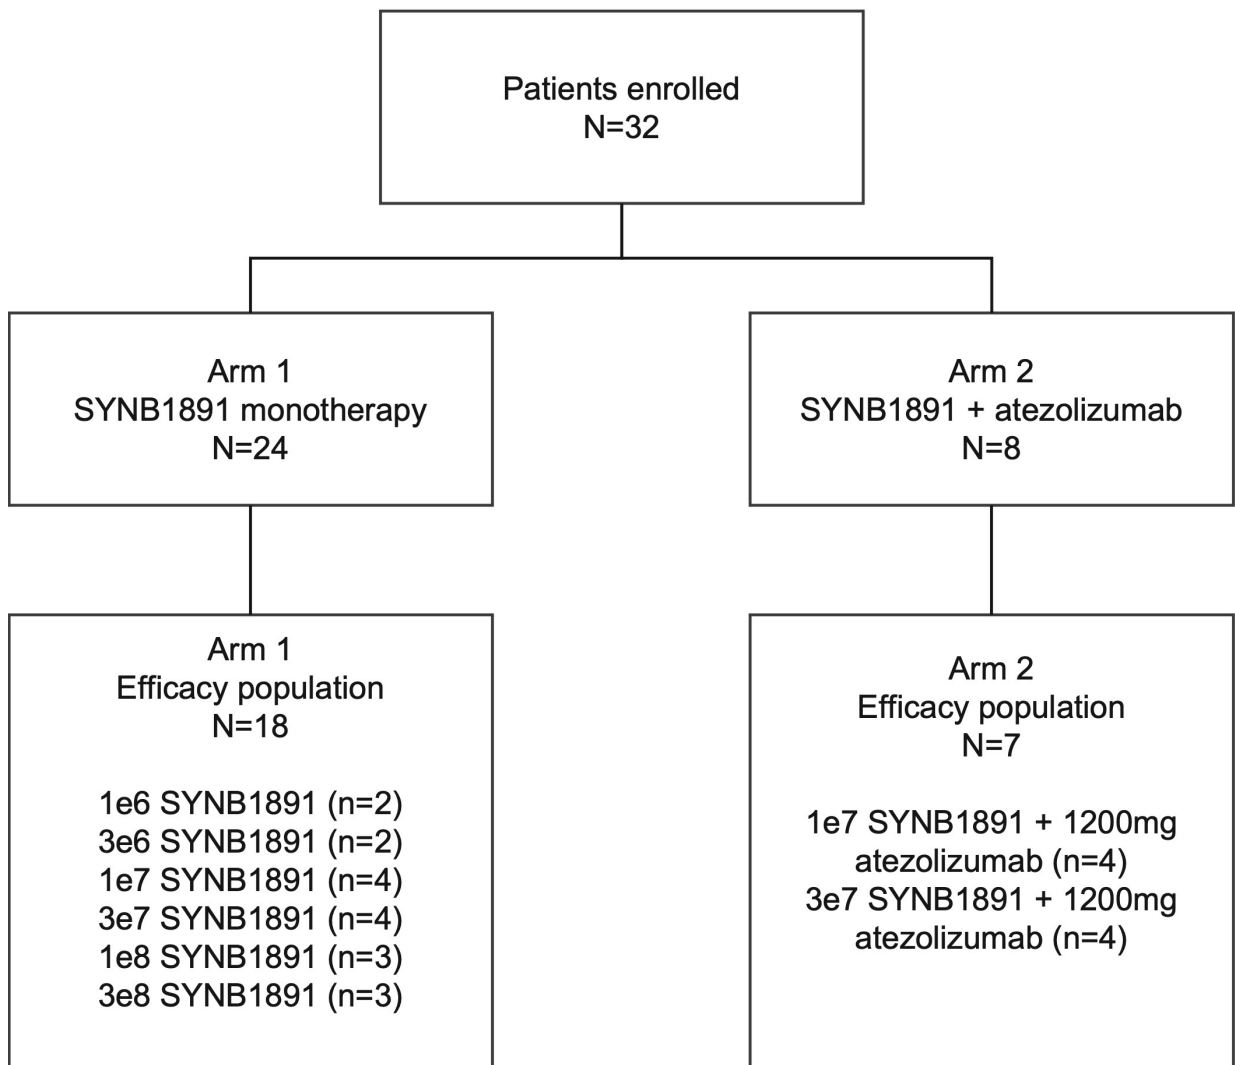 Patients enrolled
N=32
Arm 1
SYNB1891 monotherapy
N=24
Arm 2
SYNB1891 + atezolizumab
N=8
Arm 1
Efficacy population
N=18
1e6 SYNB1891 (n=2)
3e6 SYNB1891 (n=2)
1e7 SYNB1891 (n=4)
3e7 SYNB1891 (n=4)
1e8 SYNB1891 (n=3)
3e8 SYNB1891 (n=3)
Arm 2
Efficacy population
N=7
1e7 SYNB1891 + 1200mg
atezolizumab (n=4)
3e7 SYNB1891 + 1200mg
atezolizumab (n=4)